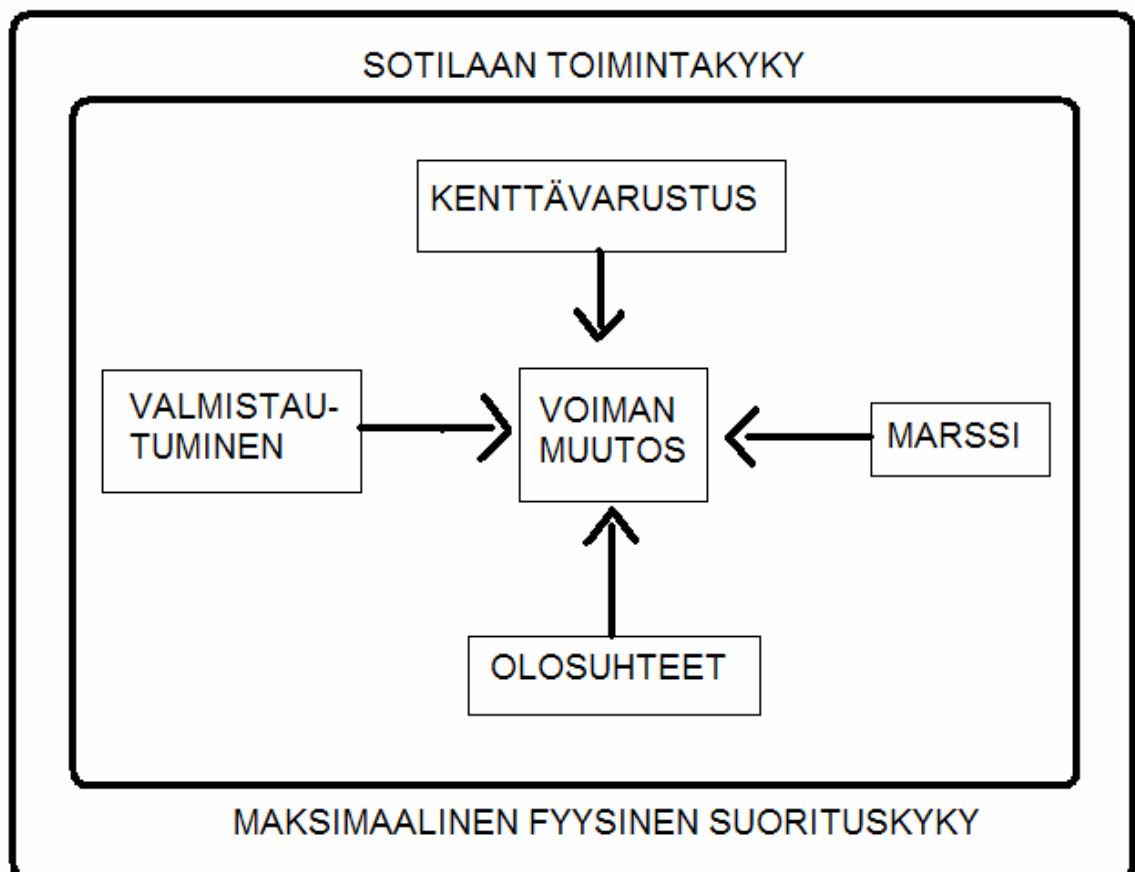 SOTILAAN TOIMINTAKYKY
KENTTÄVARUSTUS
VALMISTAU-
TUMINEN
VOIMAN
MUUTOS
MARSSI
OLOSUHTEET
MAKSIMAALINEN FYYSINEN SUORITUSKYKY